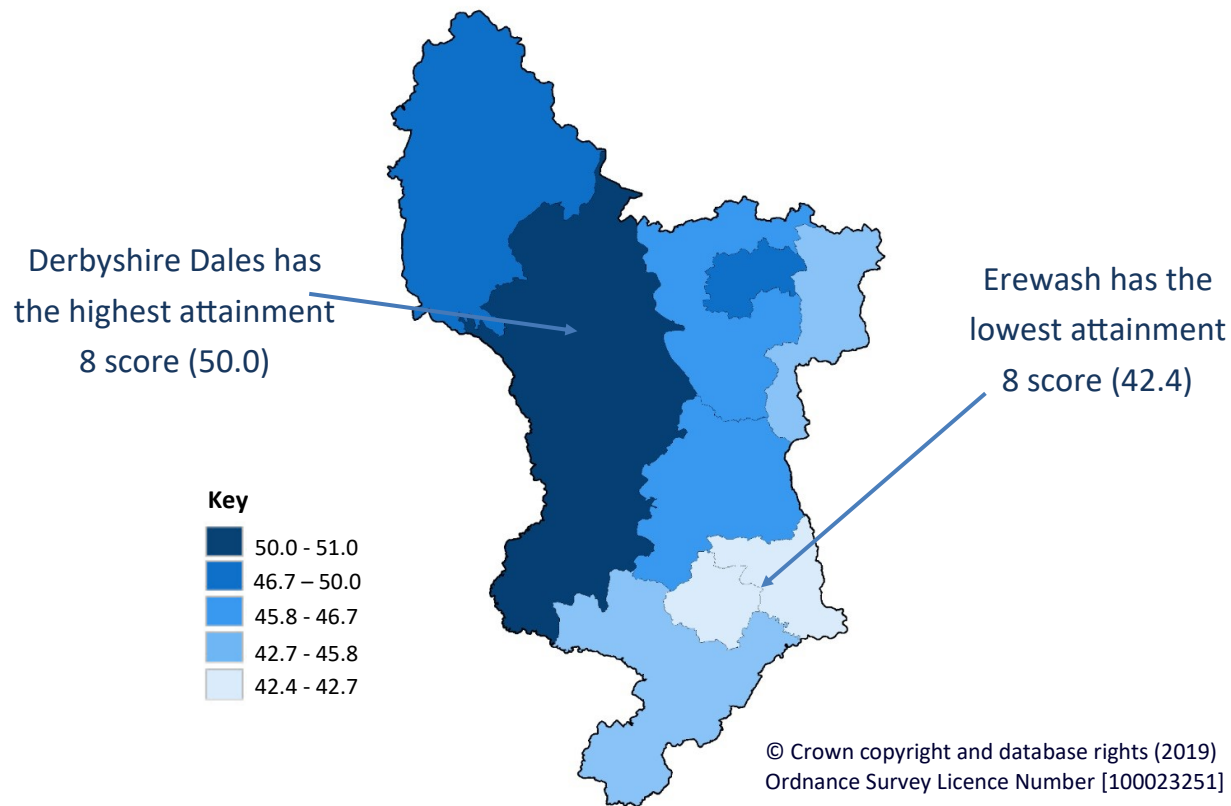 Derbyshire Dales has
the highest attainment
8 score (50.0)
Erewash has the
lowest attainment
8 score (42.4)
Key
50.0 - 51.0
46.7 – 50.0
45.8 - 46.7
42.7 - 45.8
42.4 - 42.7
© Crown copyright and database rights (2019)
Ordnance Survey Licence Number [100023251]